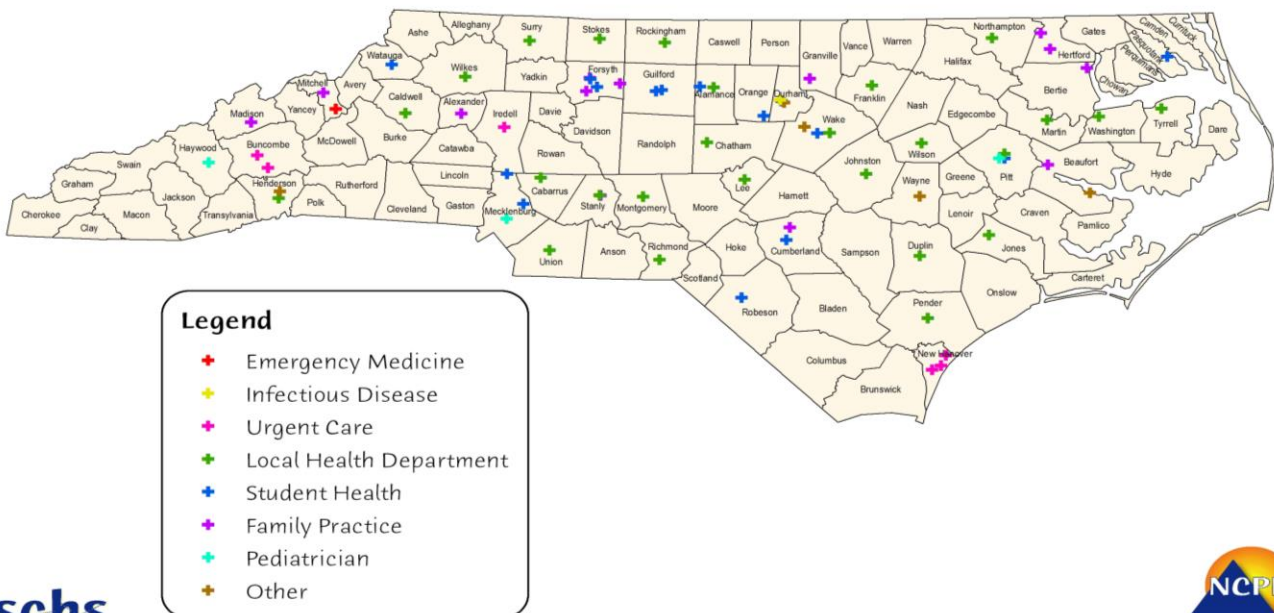 Alleghany
Surry
Stokes
Rockingham
Caswell
Person
Granville
Vance
Warren
Northampton
Gates
Camden
Currituck
Pasquotank
Perquimans
Ashe
Watauga
Wilkes
Yadkin
Forsyth
Guilford
Alamance
Orange
Durham
Franklin
Halifax
Hertford
Chowan
Bertie
Mitchell
Avery
Caldwell
Alexander
Iredell
Davie
Davidson
Randolph
Chatham
Wake
Nash
Edgecombe
Martin
Washington
Tyrrell
Dare
Madison
Yancey
Burke
Catawba
Rowan
Johnston
Wilson
Pitt
Beaufort
Hyde
Haywood
Buncombe
McDowell
Lincoln
Cabarrus
Stanly
Montgomery
Moore
Lee
Harnett
Wayne
Greene
Swain
Graham
Jackson
Henderson
Polk
Rutherford
Cleveland
Gaston
Mecklenburg
Lenoir
Craven
Pamlico
Cherokee
Clay
Macon
Transylvania
Union
Anson
Richmond
Hoke
Cumberland
Sampson
Duplin
Jones
Carteret
Scotland
Robeson
Bladen
Pender
Onslow
Columbus
Brunswick
New Hanover
Legend
Emergency Medicine
Infectious Disease
Urgent Care
Local Health Department
Student Health
Family Practice
Pediatrician
Other
schs